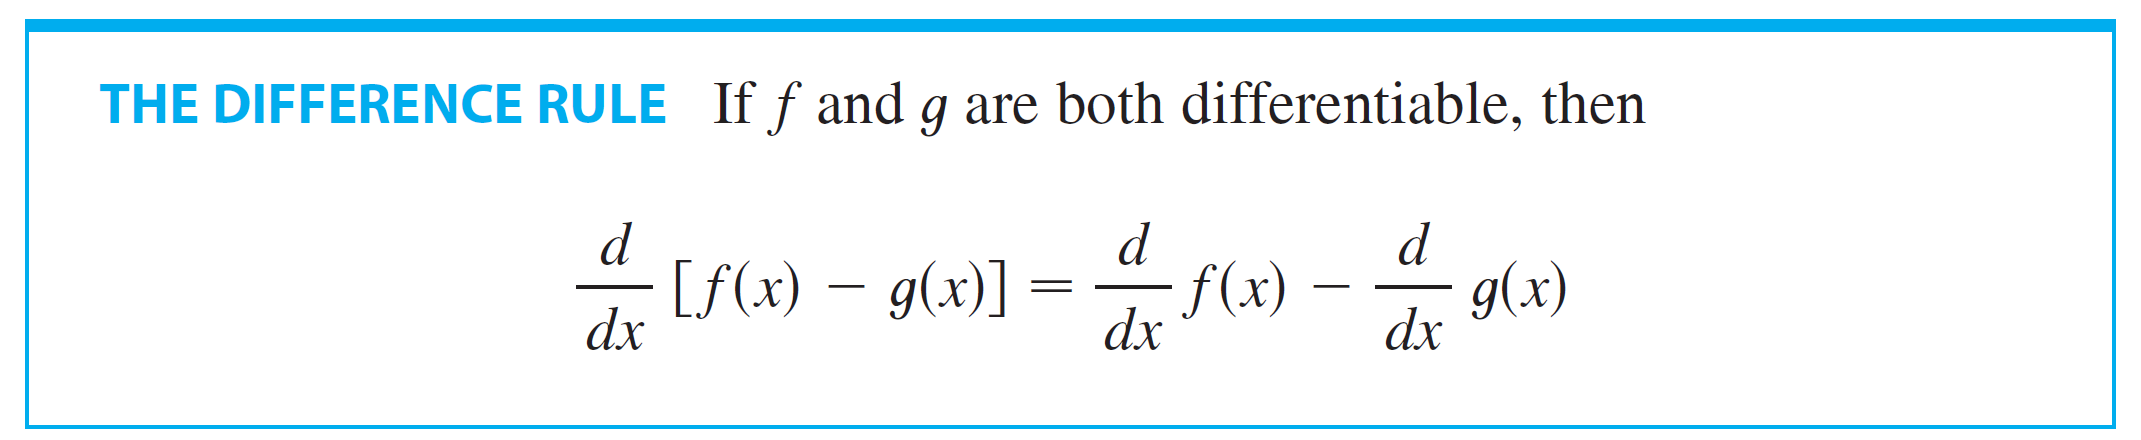 THE DIFFERENCE RULE If f and g are both differentiable, then
d/dx [f(x) − g(x)] = d/dx f(x) − d/dx g(x)